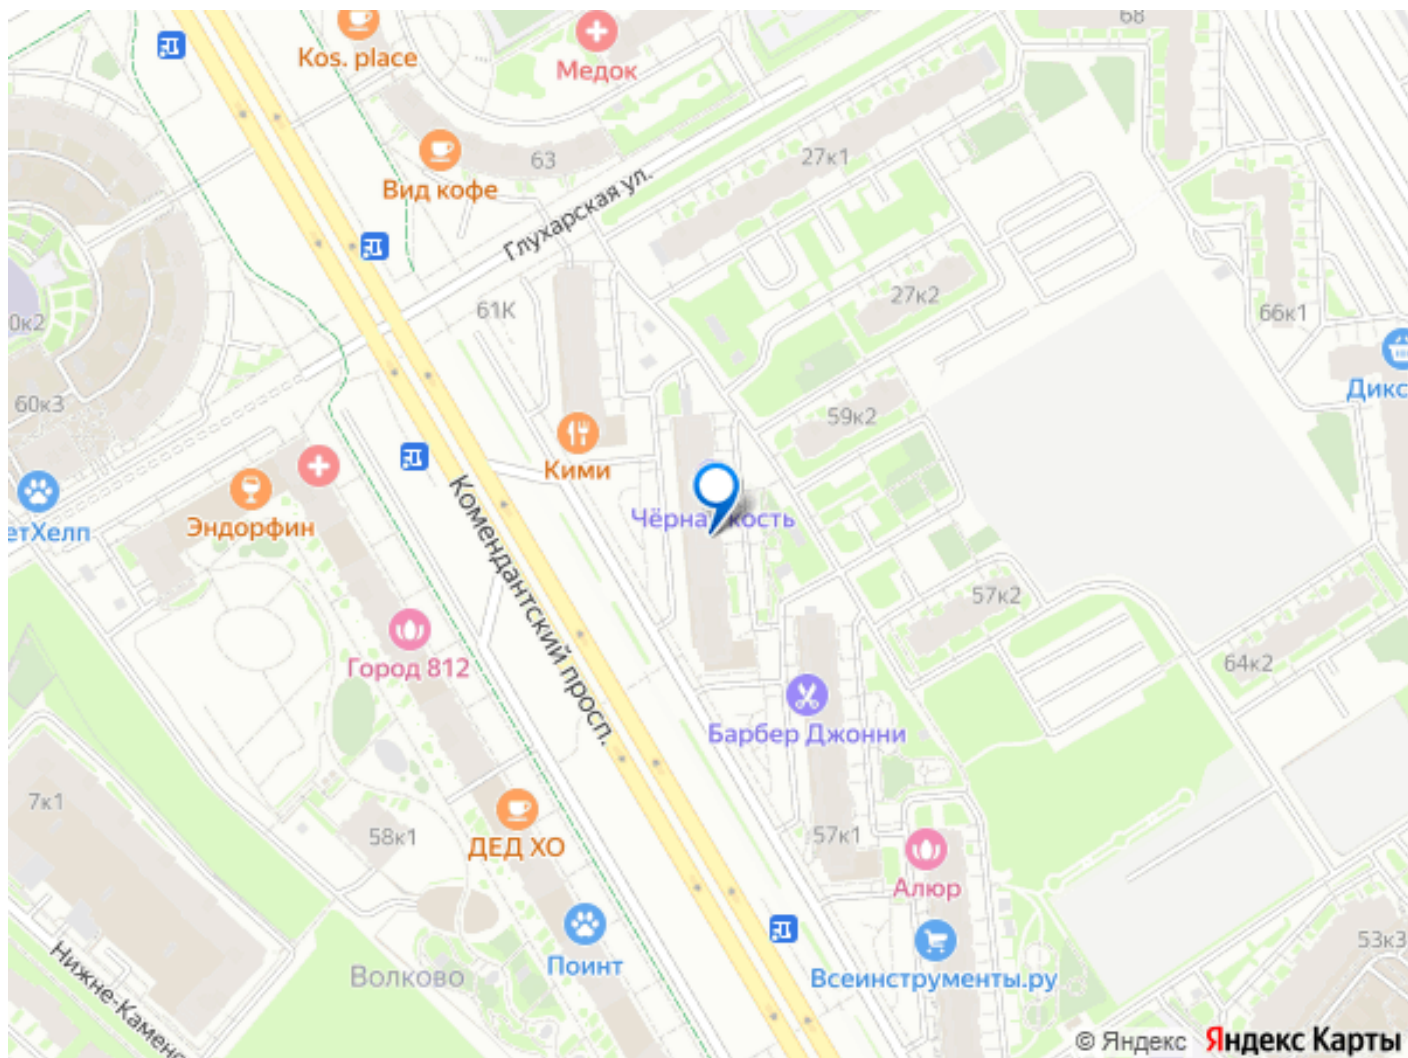 68
Kos. place
Медок
63
27к1
Вид кофе
Глухарская ул.
27к2
61К
66к1
0к2
60к3
59к2
Дикс
Кими
Эндорфин
етХелп
Чёрная кость
Комендантский просп.
57к2
Город 812
64к2
Барбер Джонни
7к1
58к1
ДЕД ХО
57к1
Алюр
Поинт
Волково
Всеинструменты.ру
53к3
Нижне-Каменс
© Яндекс Яндекс Карты